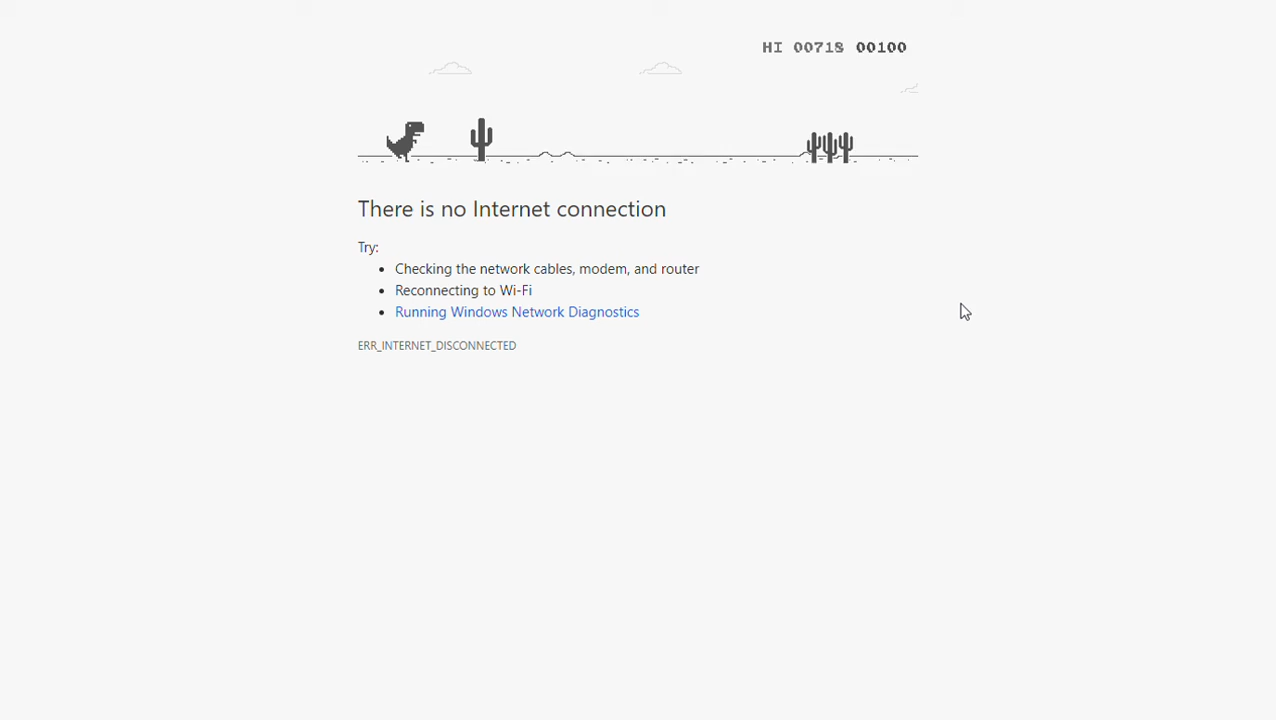 HI 00718 00100
There is no Internet connection
Try:
Checking the network cables, modem, and router
Reconnecting to Wi-Fi
Running Windows Network Diagnostics
ERR_INTERNET_DISCONNECTED